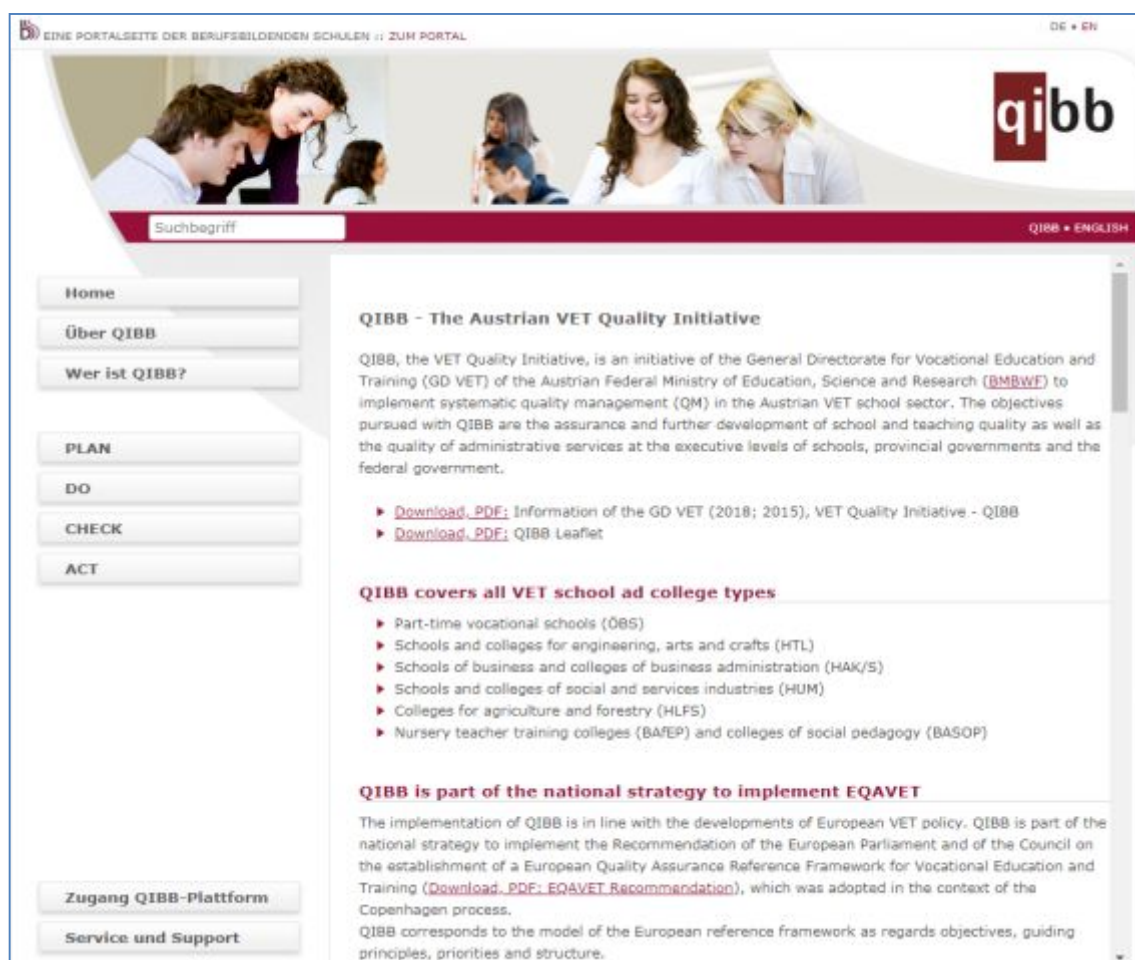 EINE PORTALSEITE DER BERUFSBILDENDEN SCHULEN :: ZUM PORTAL
DE • EN
qibb
Suchbegriff
QIBB • ENGLISH
Home
Über QIBB
Wer ist QIBB?
PLAN
DO
CHECK
ACT
Zugang QIBB-Plattform
Service und Support
QIBB - The Austrian VET Quality Initiative
QIBB, the VET Quality Initiative, is an initiative of the General Directorate for Vocational Education and
Training (GD VET) of the Austrian Federal Ministry of Education, Science and Research (BMBWF) to
implement systematic quality management (QM) in the Austrian VET school sector. The objectives
pursued with QIBB are the assurance and further development of school and teaching quality as well as
the quality of administrative services at the executive levels of schools, provincial governments and the
federal government.
Download, PDF: Information of the GD VET (2018; 2015), VET Quality Initiative - QIBB
Download, PDF: QIBB Leaflet
QIBB covers all VET school ad college types
Part-time vocational schools (ÖBS)
Schools and colleges for engineering, arts and crafts (HTL)
Schools of business and colleges of business administration (HAK/S)
Schools and colleges of social and services industries (HUM)
Colleges for agriculture and forestry (HLFS)
Nursery teacher training colleges (BAfEP) and colleges of social pedagogy (BASOP)
QIBB is part of the national strategy to implement EQAVET
The implementation of QIBB is in line with the developments of European VET policy. QIBB is part of the
national strategy to implement the Recommendation of the European Parliament and of the Council on
the establishment of a European Quality Assurance Reference Framework for Vocational Education and
Training (Download, PDF: EQAVET Recommendation), which was adopted in the context of the
Copenhagen process.
QIBB corresponds to the model of the European reference framework as regards objectives, guiding
principles, priorities and structure.